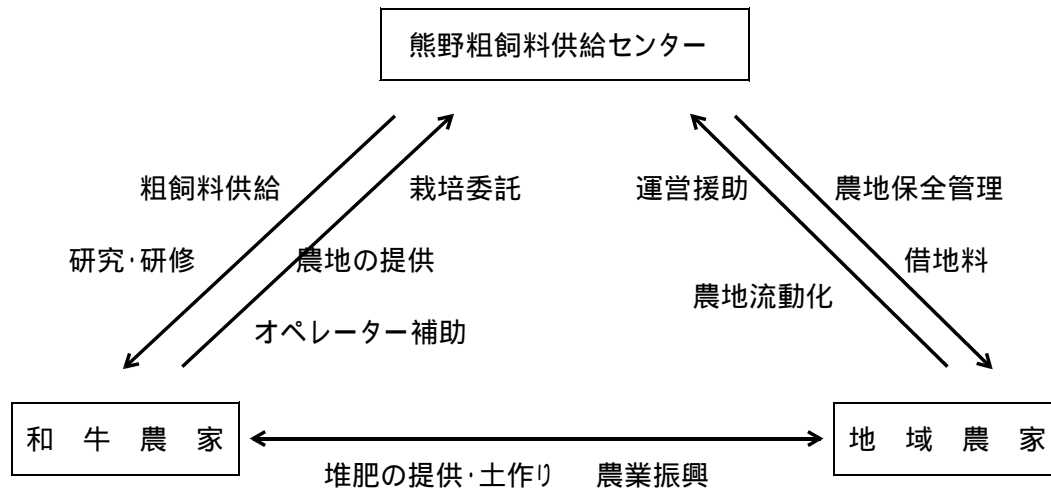 熊野粗飼料供給センター
粗飼料供給
栽培委託
運営援助
農地保全管理
研究・研修
農地の提供
借地料
農地流動化
オペレーター補助
和 牛 農 家
地 域 農 家
堆肥の提供・土作り 農業振興